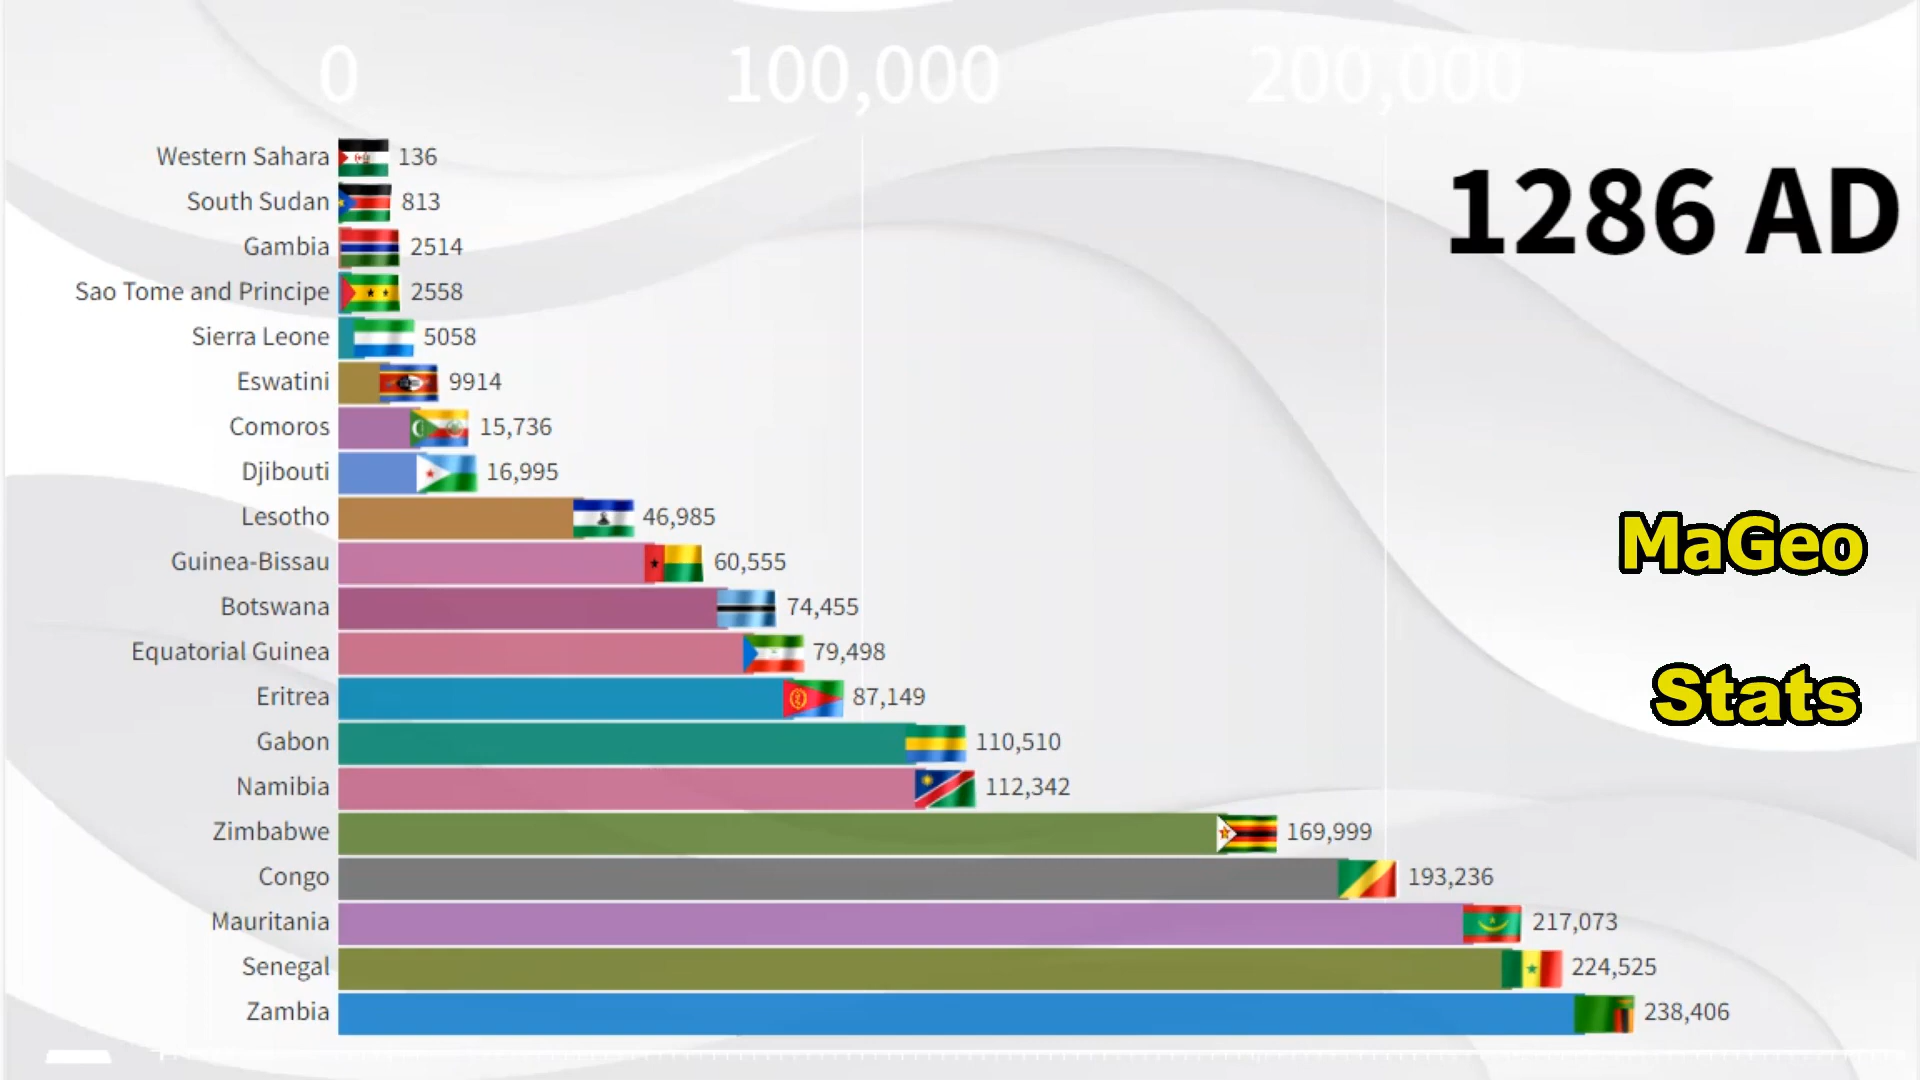 0 100,000 200,000
1286 AD
Western Sahara 136
South Sudan 813
Gambia 2514
Sao Tome and Principe 2558
Sierra Leone 5058
Eswatini 9914
Comoros 15,736
Djibouti 16,995
Lesotho 46,985
Guinea-Bissau 60,555
Botswana 74,455
Equatorial Guinea 79,498
Eritrea 87,149
Gabon 110,510
Namibia 112,342
Zimbabwe 169,999
Congo 193,236
Mauritania 217,073
Senegal 224,525
Zambia 238,406
MaGeo
Stats